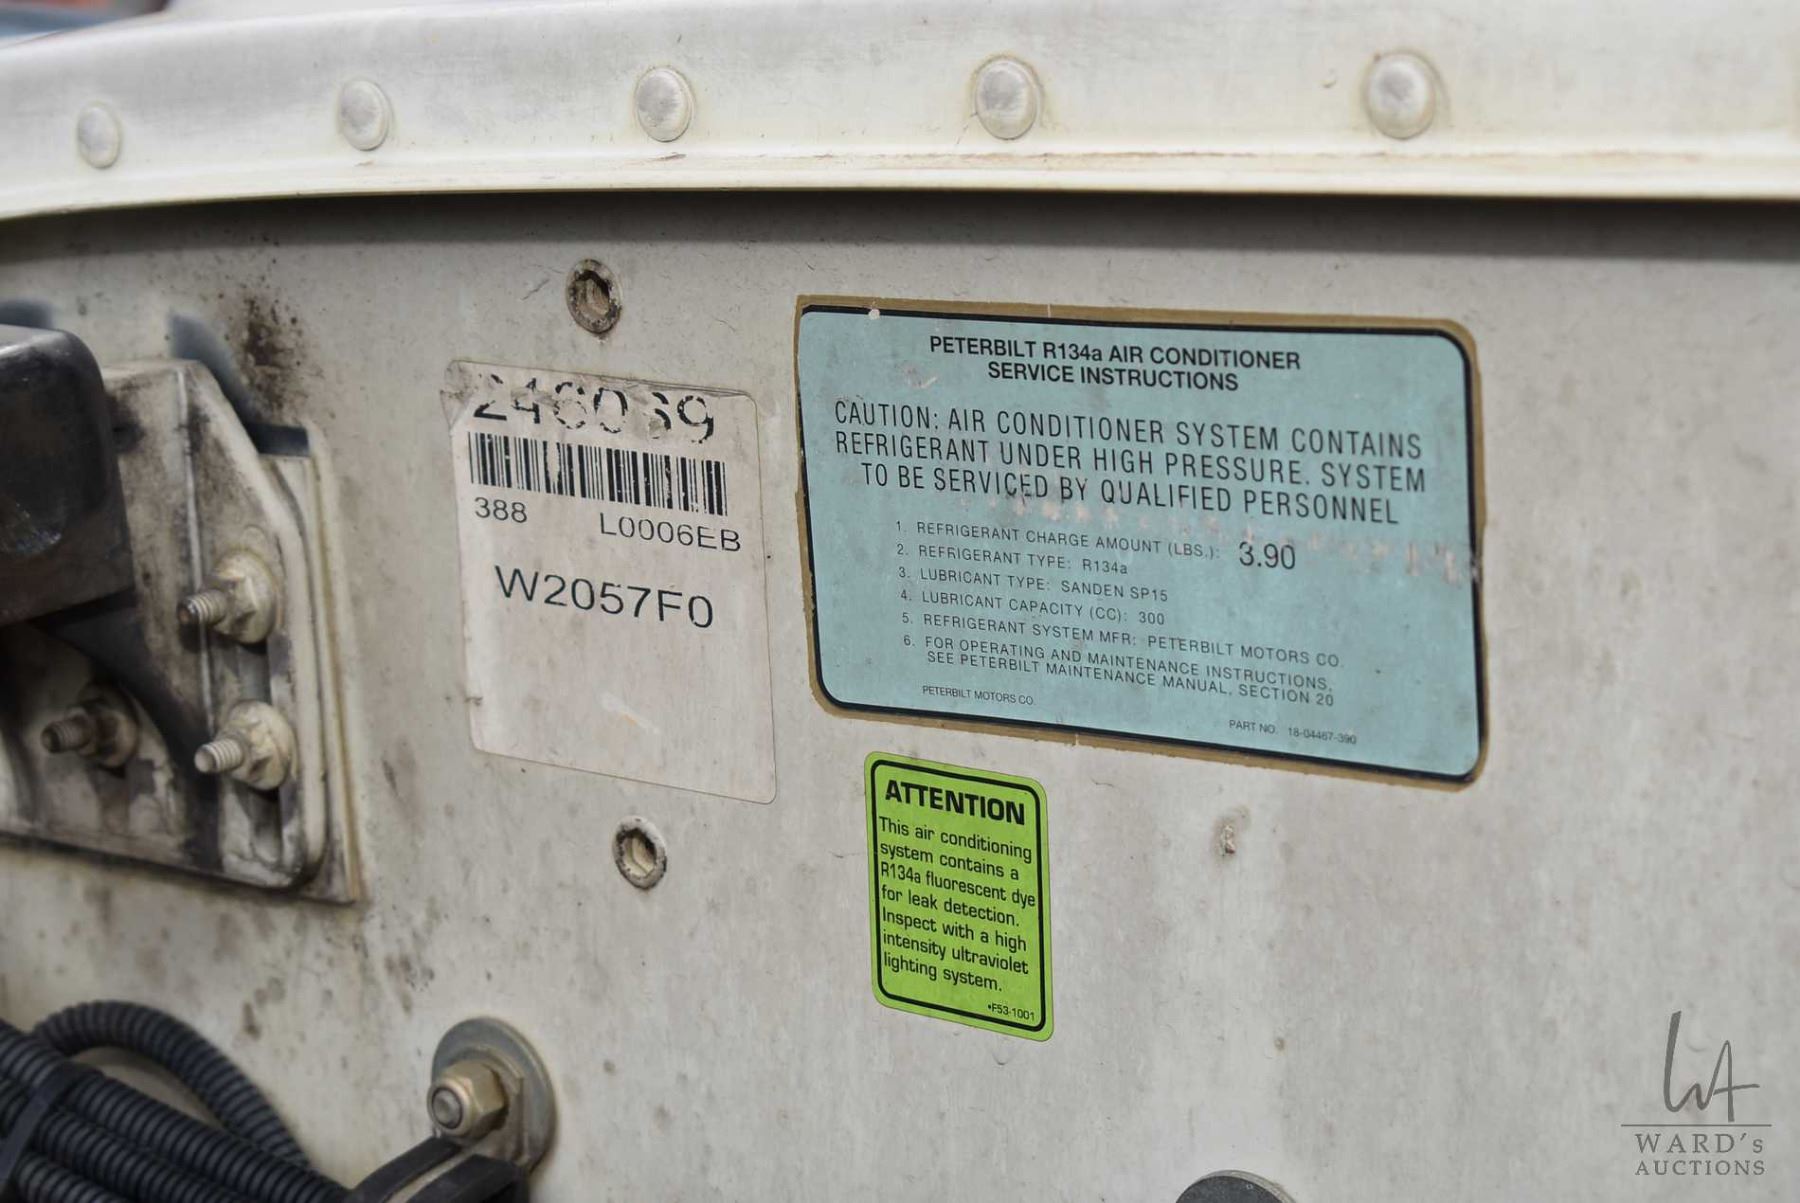 246039
388 L0006EB
W2057F0
PETERBILT R134a AIR CONDITIONER
SERVICE INSTRUCTIONS
CAUTION: AIR CONDITIONER SYSTEM CONTAINS
REFRIGERANT UNDER HIGH PRESSURE. SYSTEM
TO BE SERVICED BY QUALIFIED PERSONNEL
1. REFRIGERANT CHARGE AMOUNT (LBS.): 3.90
2. REFRIGERANT TYPE: R134a
3. LUBRICANT TYPE: SANDEN SP15
4. LUBRICANT CAPACITY (CC): 300
5. REFRIGERANT SYSTEM MFR: PETERBILT MOTORS CO.
6. FOR OPERATING AND MAINTENANCE INSTRUCTIONS,
SEE PETERBILT MAINTENANCE MANUAL, SECTION 20
PETERBILT MOTORS CO.
PART NO. 18-04467-390
ATTENTION
This air conditioning
system contains a
R134a fluorescent dye
for leak detection.
Inspect with a high
intensity ultraviolet
lighting system.
•F53-1001
WA
WARD's
AUCTIONS